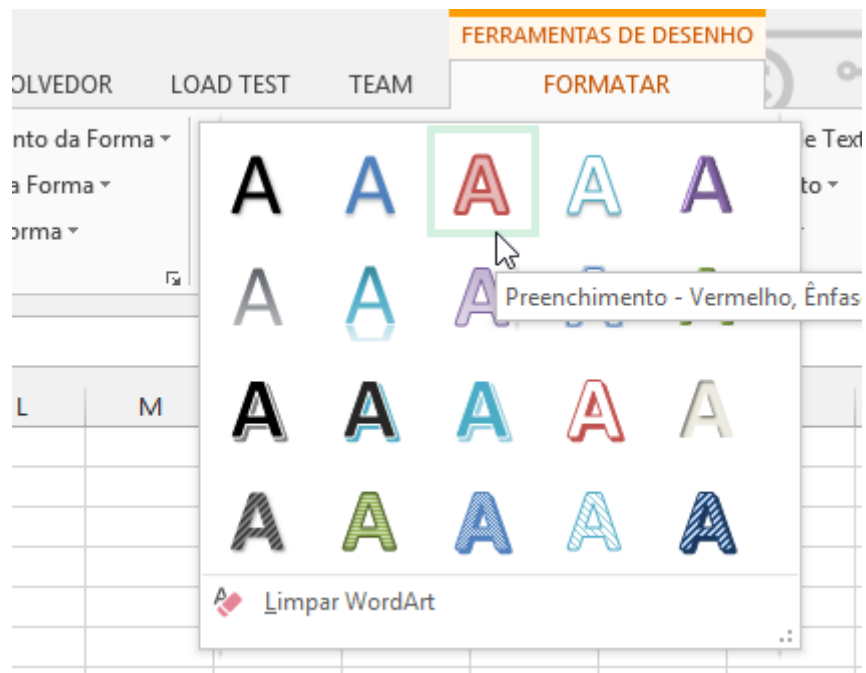 FERRAMENTAS DE DESENHO
OLVEDOR LOAD TEST TEAM FORMATAR
nto da Forma
a Forma
orma
e Text
to
A A A A A
A A A A A
Preenchimento - Vermelho, Ênfas
L M
A A A A A
A A A A A
Limpar WordArt